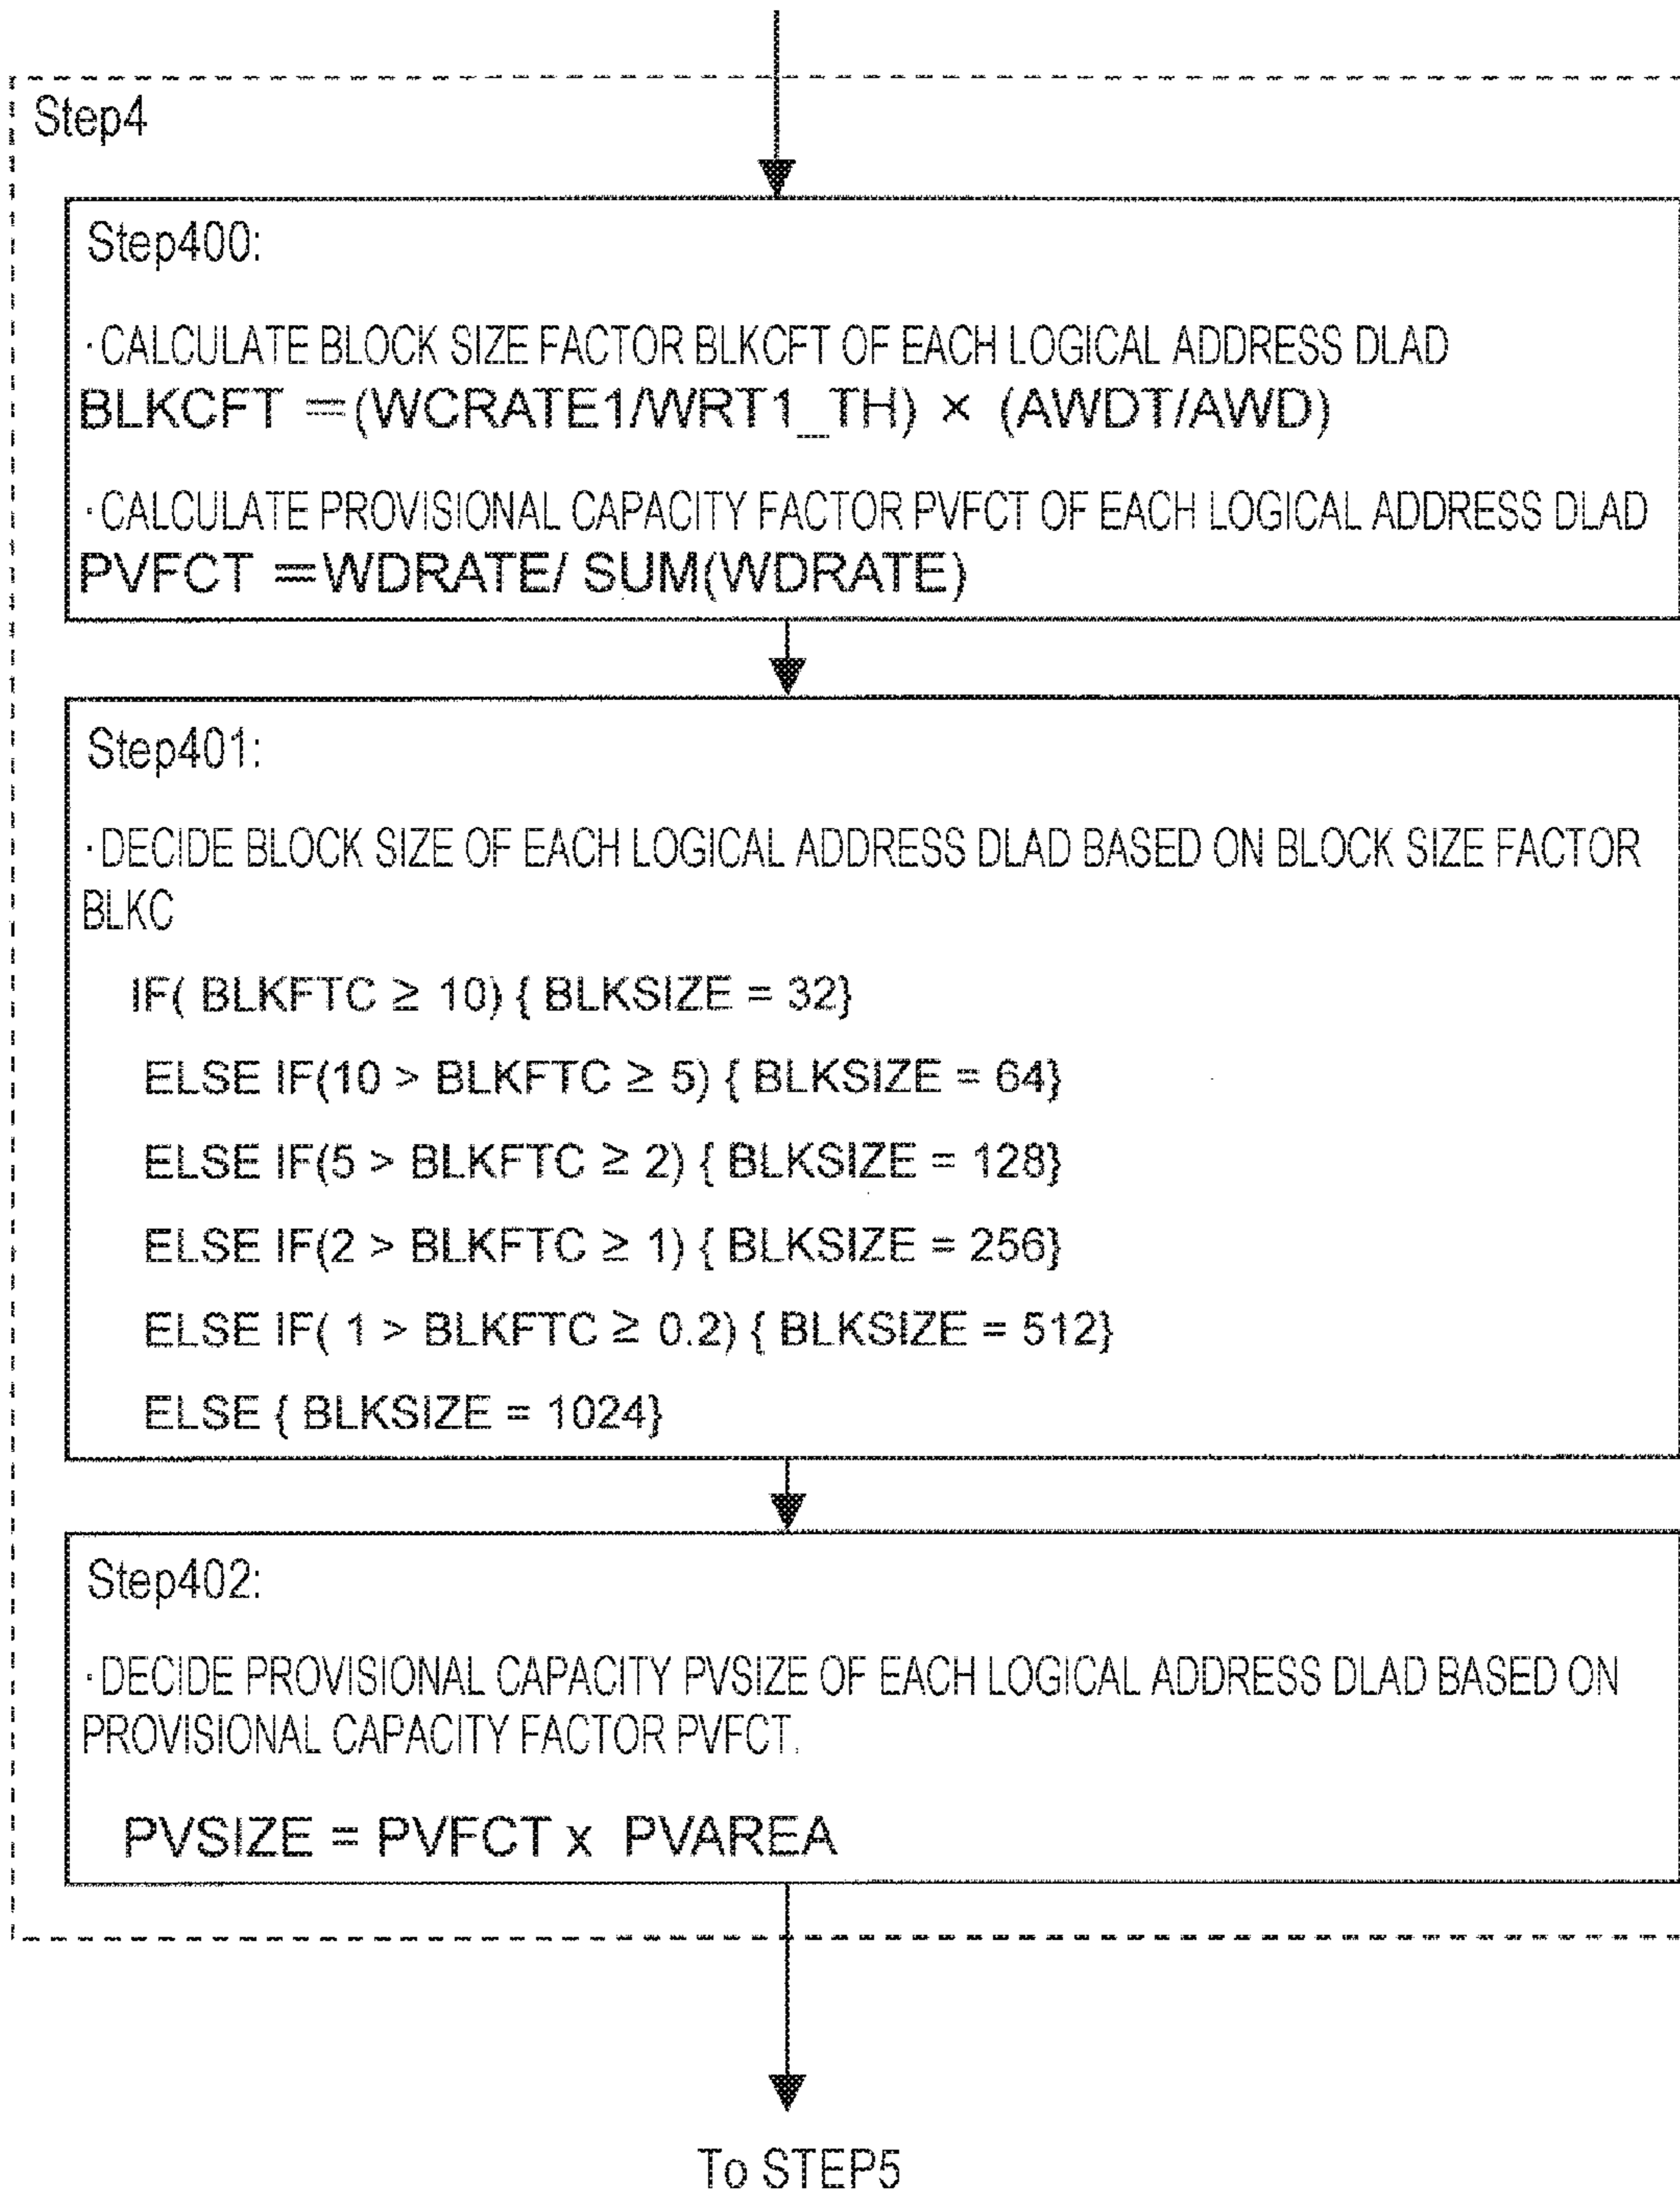 Step4
Step400:
·CALCULATE BLOCK SIZE FACTOR BLKCFT OF EACH LOGICAL ADDRESS DLAD
BLKCFT =(WCRATE1/WRT1_TH) × (AWDT/AWD)
·CALCULATE PROVISIONAL CAPACITY FACTOR PVFCT OF EACH LOGICAL ADDRESS DLAD
PVFCT =WDRATE/ SUM(WDRATE)
Step401:
·DECIDE BLOCK SIZE OF EACH LOGICAL ADDRESS DLAD BASED ON BLOCK SIZE FACTOR
BLKC
IF( BLKFTC ≥ 10) { BLKSIZE = 32}
ELSE IF(10 > BLKFTC ≥ 5) { BLKSIZE = 64}
ELSE IF(5 > BLKFTC ≥ 2) { BLKSIZE = 128}
ELSE IF(2 > BLKFTC ≥ 1) { BLKSIZE = 256}
ELSE IF( 1 > BLKFTC ≥ 0.2) { BLKSIZE = 512}
ELSE { BLKSIZE = 1024}
Step402:
·DECIDE PROVISIONAL CAPACITY PVSIZE OF EACH LOGICAL ADDRESS DLAD BASED ON
PROVISIONAL CAPACITY FACTOR PVFCT.
PVSIZE = PVFCT x PVAREA
To STEP5